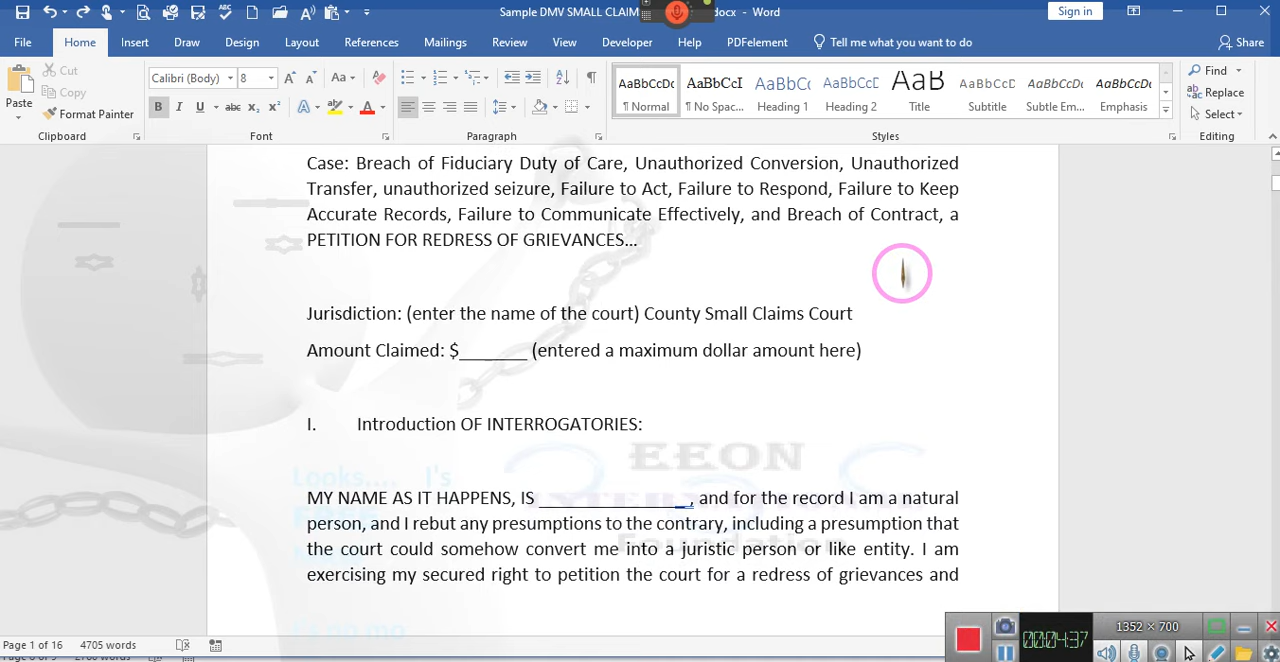 Sample DMV SMALL CLAIM
.docx - Word
Sign in
File Home Insert Draw Design Layout References Mailings Review View Developer Help PDFelement Tell me what you want to do Share
Paste
Cut
Copy
Format Painter
Calibri (Body) 8
AaBbCcDc AaBbCcI AaBbCc AaBbCcD AaB AaBbCcD AaBbCcDc AaBbCcDc
¶ Normal ¶ No Spac... Heading 1 Heading 2 Title Subtitle Subtle Em... Emphasis
Find
Replace
Select
Clipboard Font Paragraph Styles Editing
Case: Breach of Fiduciary Duty of Care, Unauthorized Conversion, Unauthorized
Transfer, unauthorized seizure, Failure to Act, Failure to Respond, Failure to Keep
Accurate Records, Failure to Communicate Effectively, and Breach of Contract, a
PETITION FOR REDRESS OF GRIEVANCES...
Jurisdiction: (enter the name of the court) County Small Claims Court
Amount Claimed: $_______ (entered a maximum dollar amount here)
I. Introduction OF INTERROGATORIES:
EEON
Looks.... I's
MY NAME AS IT HAPPENS, IS _______________, and for the record I am a natural
person, and I rebut any presumptions to the contrary, including a presumption that
Foundation
the court could somehow convert me into a juristic person or like entity. I am
exercising my secured right to petition the court for a redress of grievances and
1352 × 700
00:04:37
Page 1 of 16 4705 words